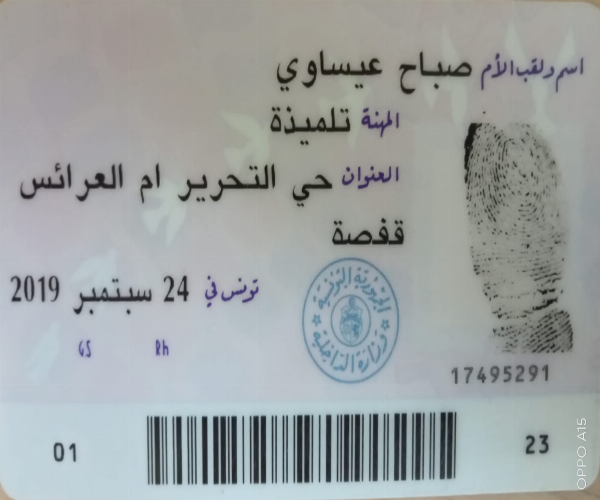 اسم ولقب الأم صباح عيساوي
المهنة تلميذة
العنوان حي التحرير ام العرائس
قفصة
تونس في 24 سبتمبر 2019
GS Rh
الجمهورية التونسية
وزارة الداخلية
17495291
01 23
OPPO A15